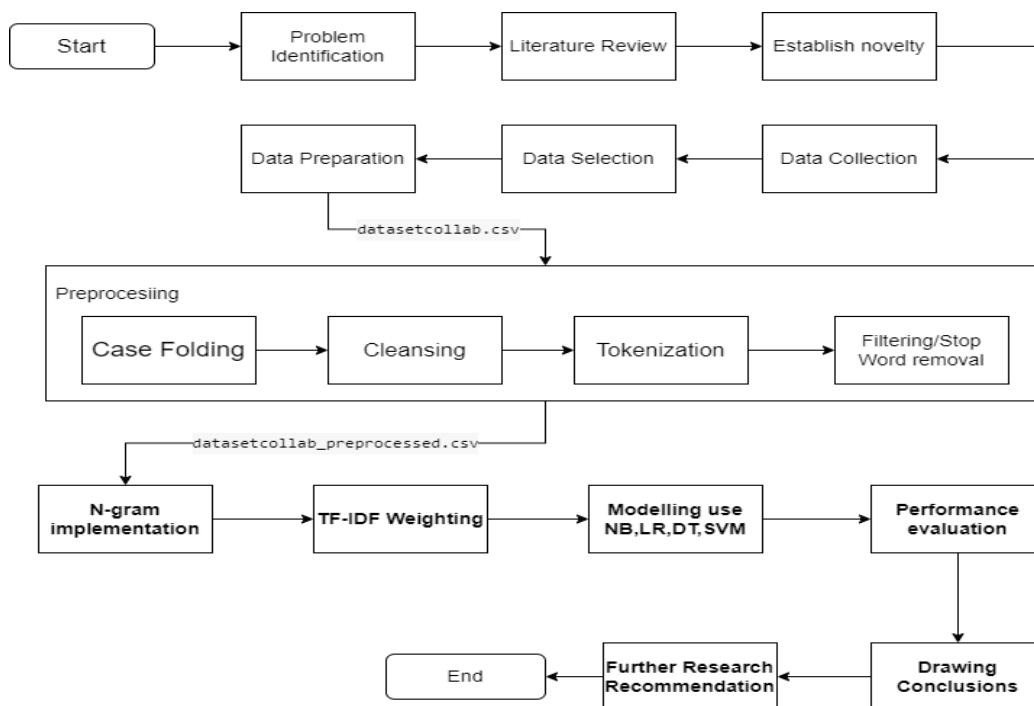 Start
Problem
Identification
Literature Review
Establish novelty
Data Collection
Data Selection
Data Preparation
datasetcollab.csv
Preprocesiing
Case Folding
Cleansing
Tokenization
Filtering/Stop
Word removal
datasetcollab_preprocessed.csv
N-gram
implementation
TF-IDF Weighting
Modelling use
NB,LR,DT,SVM
Performance
evaluation
Drawing
Conclusions
Further Research
Recommendation
End